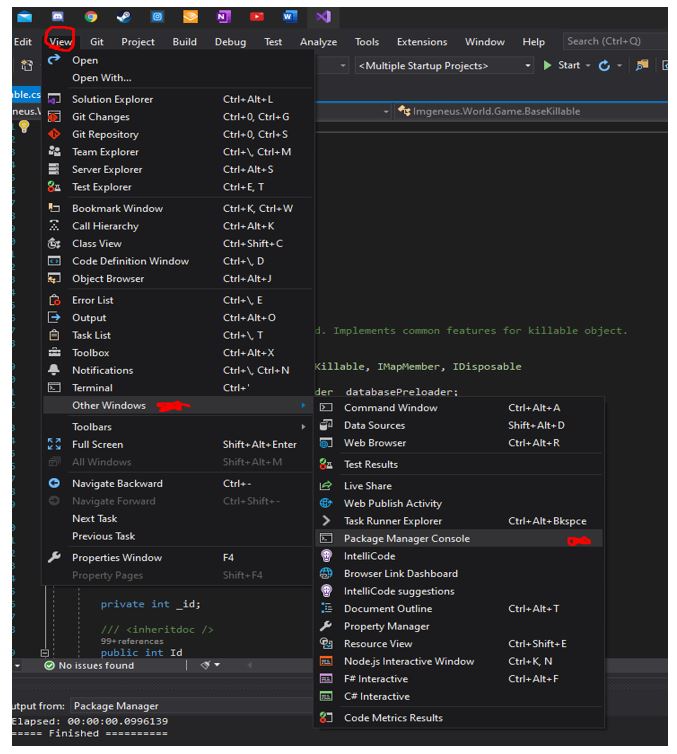 Edit View Git Project Build Debug Test Analyze Tools Extensions Window Help Search (Ctrl+Q)
Open
Open With...
<Multiple Startup Projects> Start
ble.cs
Solution Explorer Ctrl+Alt+L
Git Changes Ctrl+0, Ctrl+G
neus.W Imgeneus.World.Game.BaseKillable
Git Repository Ctrl+0, Ctrl+S
Team Explorer Ctrl+\, Ctrl+M
Server Explorer Ctrl+Alt+S
Test Explorer Ctrl+E, T
Bookmark Window Ctrl+K, Ctrl+W
Call Hierarchy Ctrl+Alt+K
Class View Ctrl+Shift+C
Code Definition Window Ctrl+\, D
Object Browser Ctrl+Alt+J
Error List Ctrl+\, E
Output Ctrl+Alt+O
Task List Ctrl+\, T
d. Implements common features for killable object.
Toolbox Ctrl+Alt+X
Notifications Ctrl+\, Ctrl+N
Killable, IMapMember, IDisposable
Terminal Ctrl+'
der _databasePreloader;
Other Windows
Command Window Ctrl+Alt+A
Toolbars
Data Sources Shift+Alt+D
Full Screen Shift+Alt+Enter
Web Browser Ctrl+Alt+R
All Windows Shift+Alt+M
Test Results
Navigate Backward Ctrl+-
Live Share
Navigate Forward Ctrl+Shift+-
Web Publish Activity
Next Task
Task Runner Explorer Ctrl+Alt+Bkspce
Previous Task
Package Manager Console
Properties Window F4
IntelliCode
Property Pages Shift+F4
Browser Link Dashboard
IntelliCode suggestions
private int _id;
Document Outline Ctrl+Alt+T
Property Manager
/// <inheritdoc />
99+references
Resource View Ctrl+Shift+E
public int Id
Node.js Interactive Window Ctrl+K, N
No issues found
F# Interactive Ctrl+Alt+F
C# Interactive
utput from: Package Manager
Code Metrics Results
Elapsed: 00:00:00.0996139
===== Finished ==========